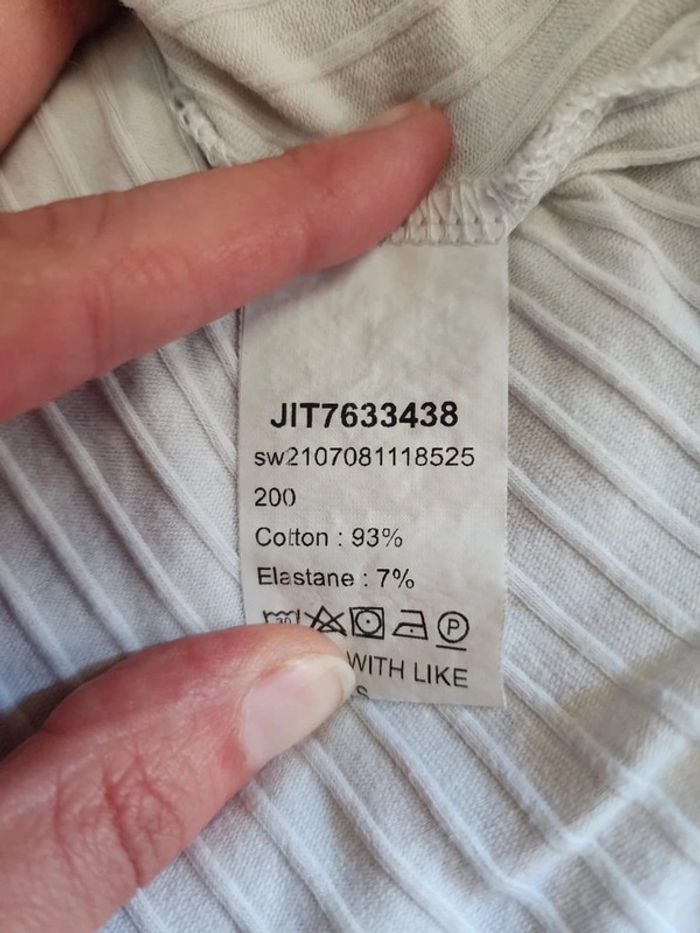 JIT7633438
sw2107081118525
200
Cotton : 93%
Elastane : 7%
30 P
WITH LIKE